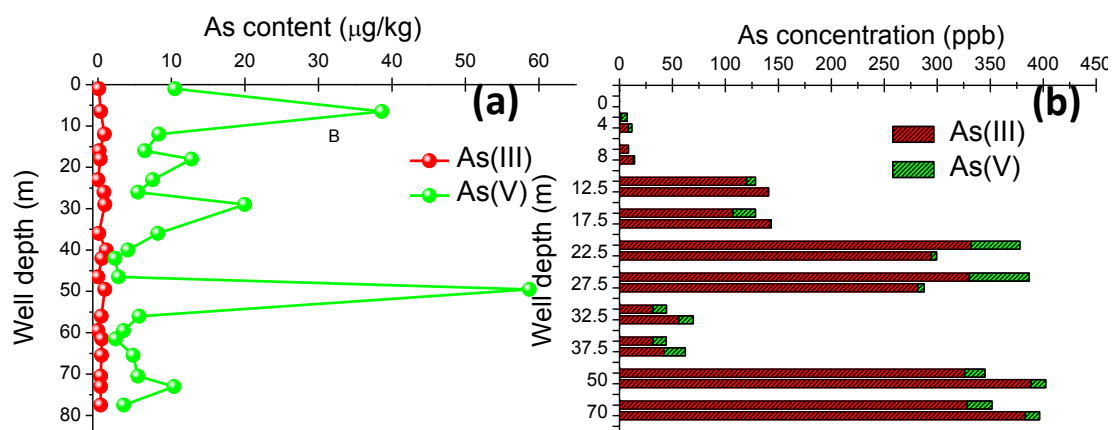 As content (μg/kg)
0 10 20 30 40 50 60
Well depth (m)
0
10
20
30
40
50
60
70
80
(a)
B
As(III)
As(V)
As concentration (ppb)
0 50 100 150 200 250 300 350 400 450
Well depth (m)
0
4
8
12.5
17.5
22.5
27.5
32.5
37.5
50
70
(b)
As(III)
As(V)